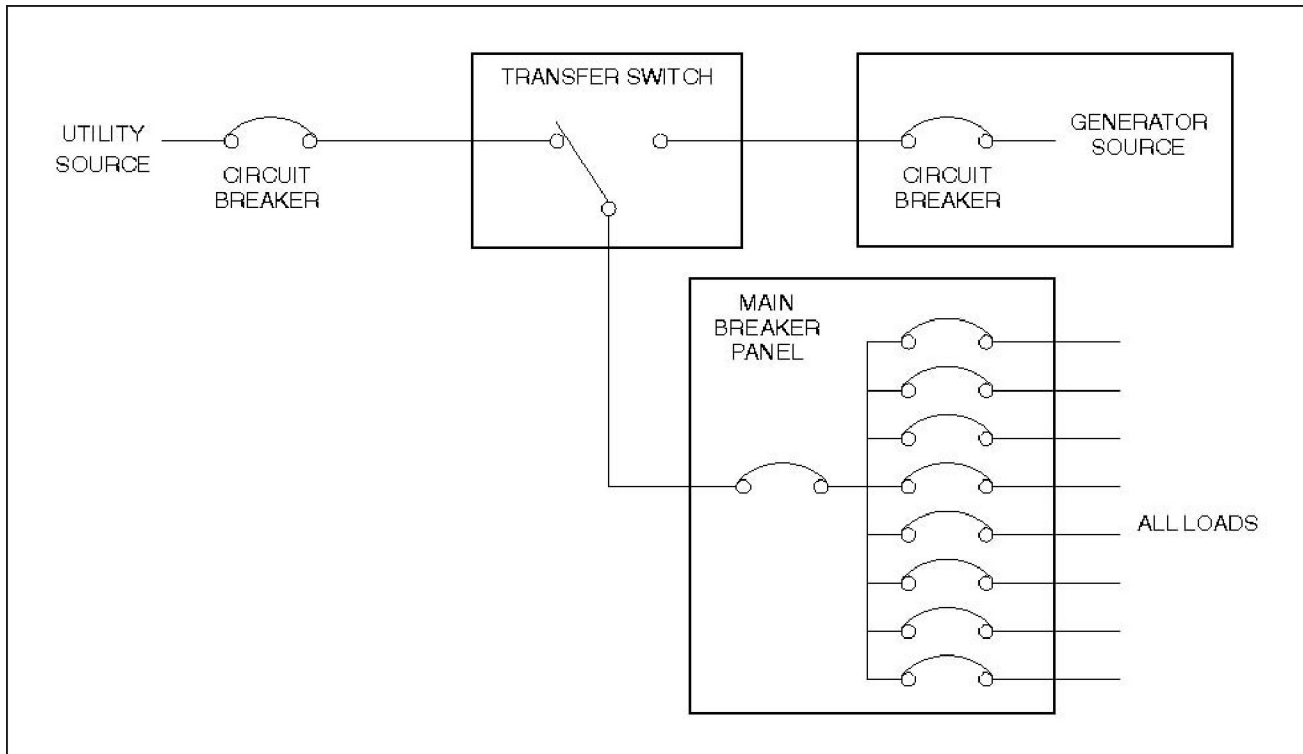 TRANSFER SWITCH
UTILITY
SOURCE
CIRCUIT
BREAKER
GENERATOR
SOURCE
CIRCUIT
BREAKER
MAIN
BREAKER
PANEL
ALL LOADS